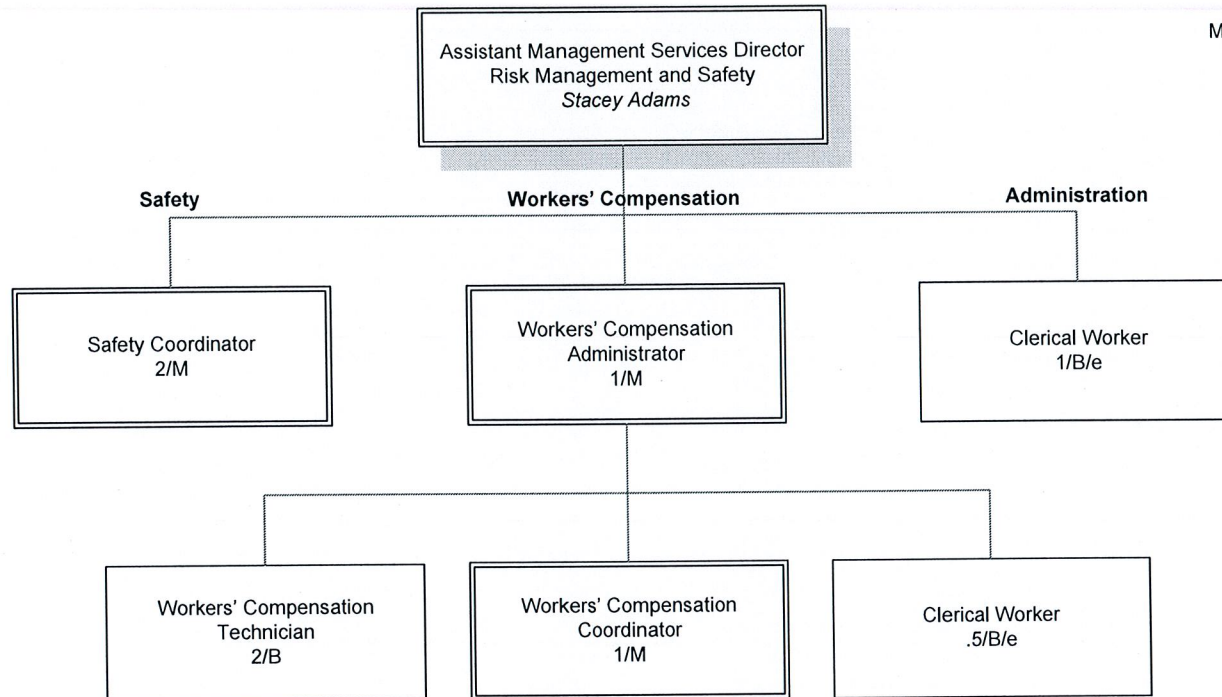 M
Assistant Management Services Director
Risk Management and Safety
Stacey Adams
Safety
Workers’ Compensation
Administration
Safety Coordinator
2/M
Workers’ Compensation
Administrator
1/M
Clerical Worker
1/B/e
Workers’ Compensation
Technician
2/B
Workers’ Compensation
Coordinator
1/M
Clerical Worker
.5/B/e